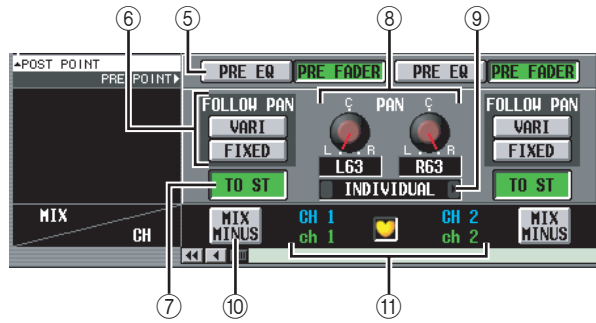 ⑥ ⑤ ⑧ ⑨
▲POST POINT
PRE POINT▶
PRE EQ PRE FADER PRE EQ PRE FADER
FOLLOW PAN C PAN C FOLLOW PAN
VARI L R L R VARI
FIXED L63 R63 FIXED
TO ST INDIVIDUAL TO ST
MIX CH
MIX MINUS CH 1 CH 2 MIX MINUS
ch 1 ch 2
⑦ ⑩ ⑪